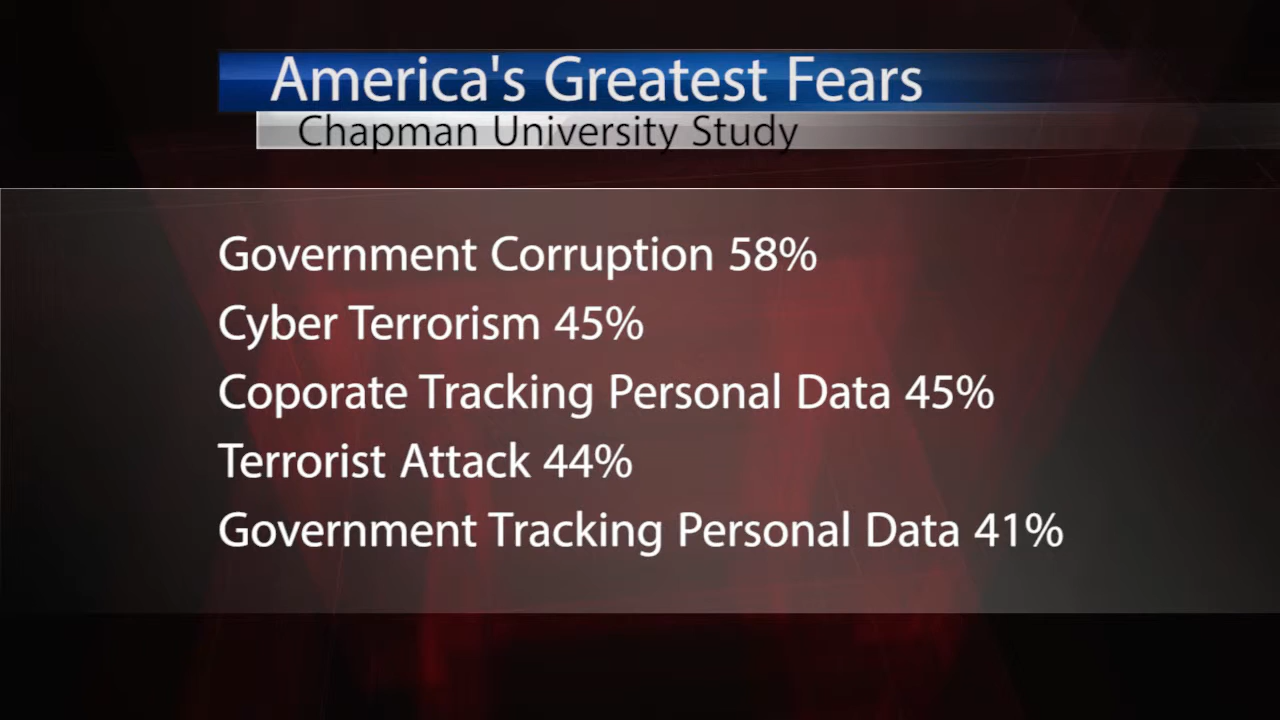 America's Greatest Fears
Chapman University Study
Government Corruption 58%
Cyber Terrorism 45%
Coporate Tracking Personal Data 45%
Terrorist Attack 44%
Government Tracking Personal Data 41%